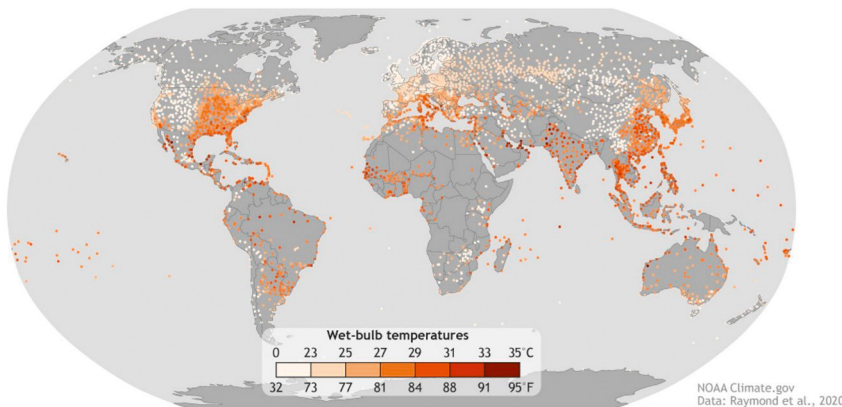 Wet-bulb temperatures
0 23 25 27 29 31 33 35°C
32 73 77 81 84 88 91 95°F
NOAA Climate.gov
Data: Raymond et al., 2020